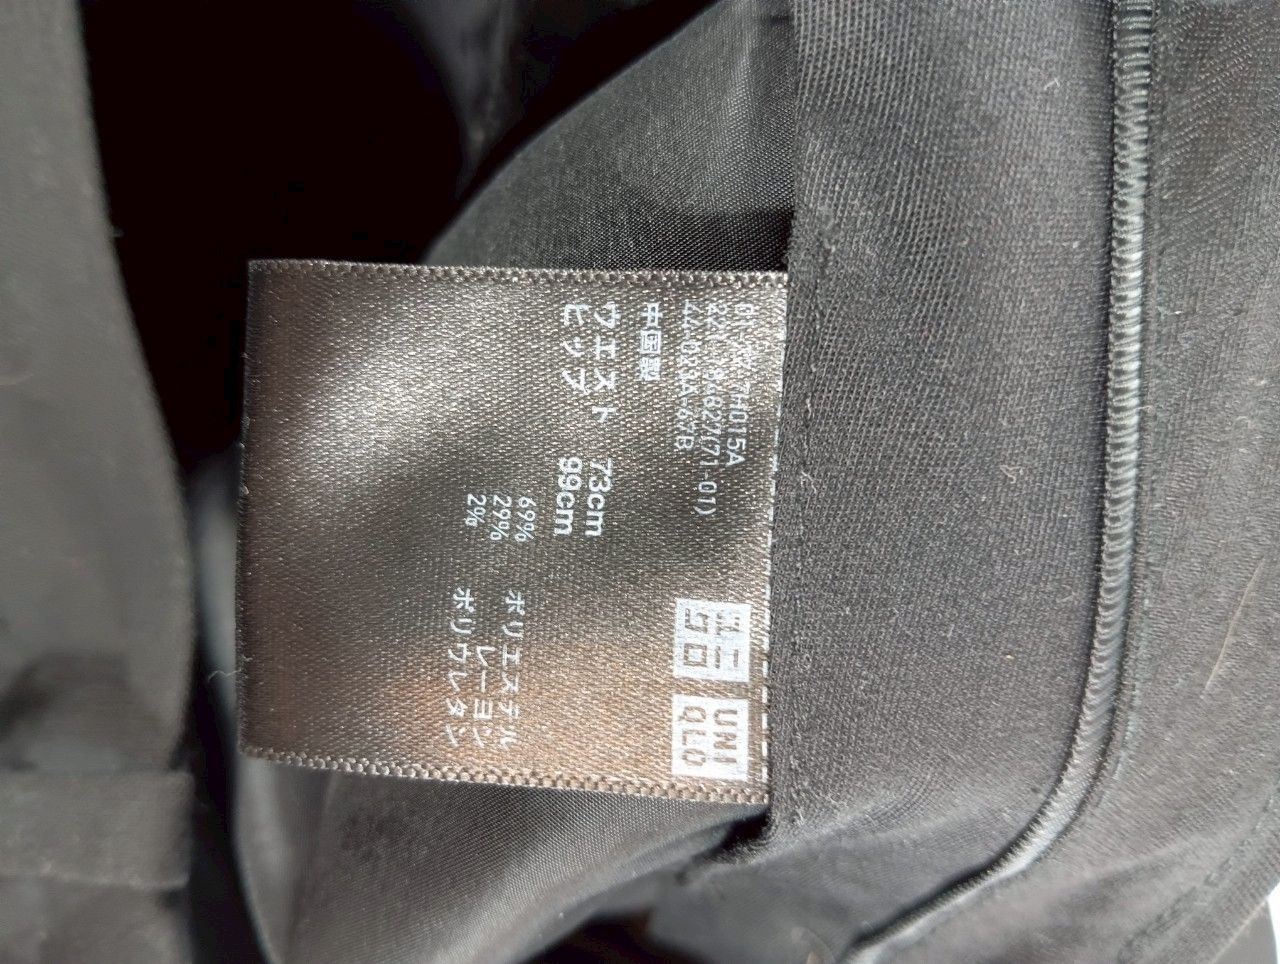 ユニ
クロ
UNI
QLO
中国製
ウエスト 73cm
ヒップ 99cm
69% ポリエステル
29% レーヨン
2% ポリウレタン